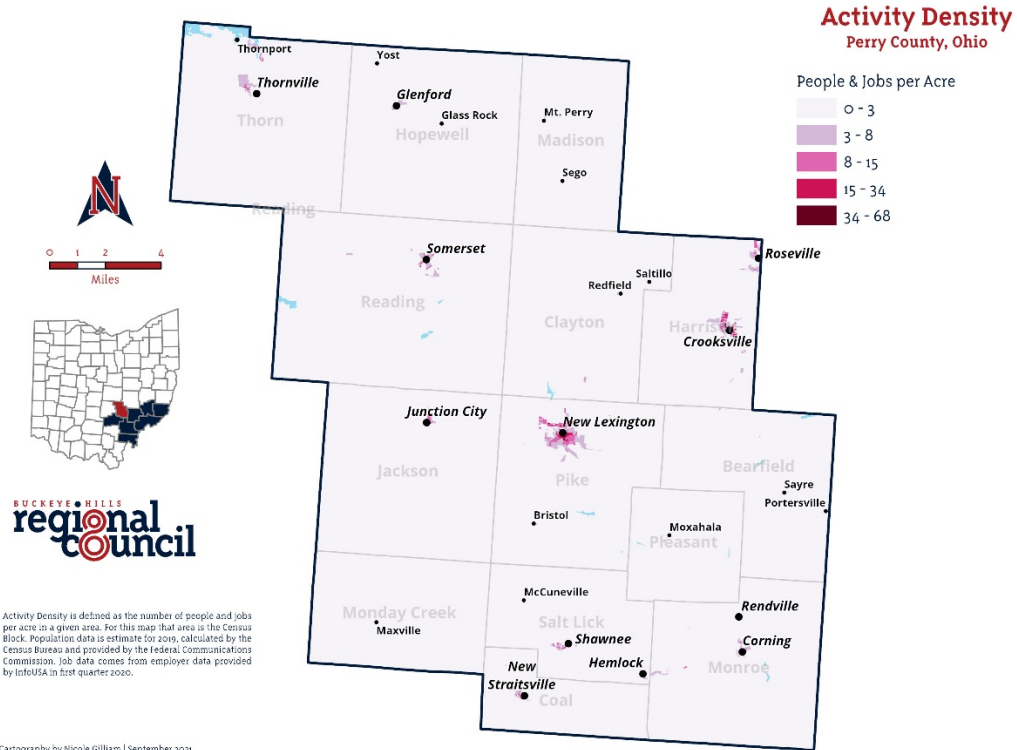 Activity Density
Perry County, Ohio
People & Jobs per Acre
0 - 3
3 - 8
8 - 15
15 - 34
34 - 68
Thornport
Yost
Thornville
Glenford
Glass Rock
Mt. Perry
Thorn
Hopewell
Madison
Sego
N
Reading
0 1 2 4
Miles
Somerset
Roseville
Saltillo
Redfield
Reading
Clayton
Harris
Crooksville
Junction City
New Lexington
Jackson
Pike
Bearfield
Sayre
Portersville
Bristol
Moxahala
Pleasant
BUCKEYE HILLS
regional
council
McCuneville
Rendville
Monday Creek
Maxville
Salt Lick
Shawnee
Corning
Hemlock
Monroe
New
Straitsville
Coal
Activity Density is defined as the number of people and jobs
per acre in a given area. For this map that area is the Census
Block. Population data is estimate for 2019, calculated by the
Census Bureau and provided by the Federal Communications
Commission. Job data comes from employer data provided
by InfoUSA in first quarter 2020.
Cartography by Nicole Gilliam | September 2021